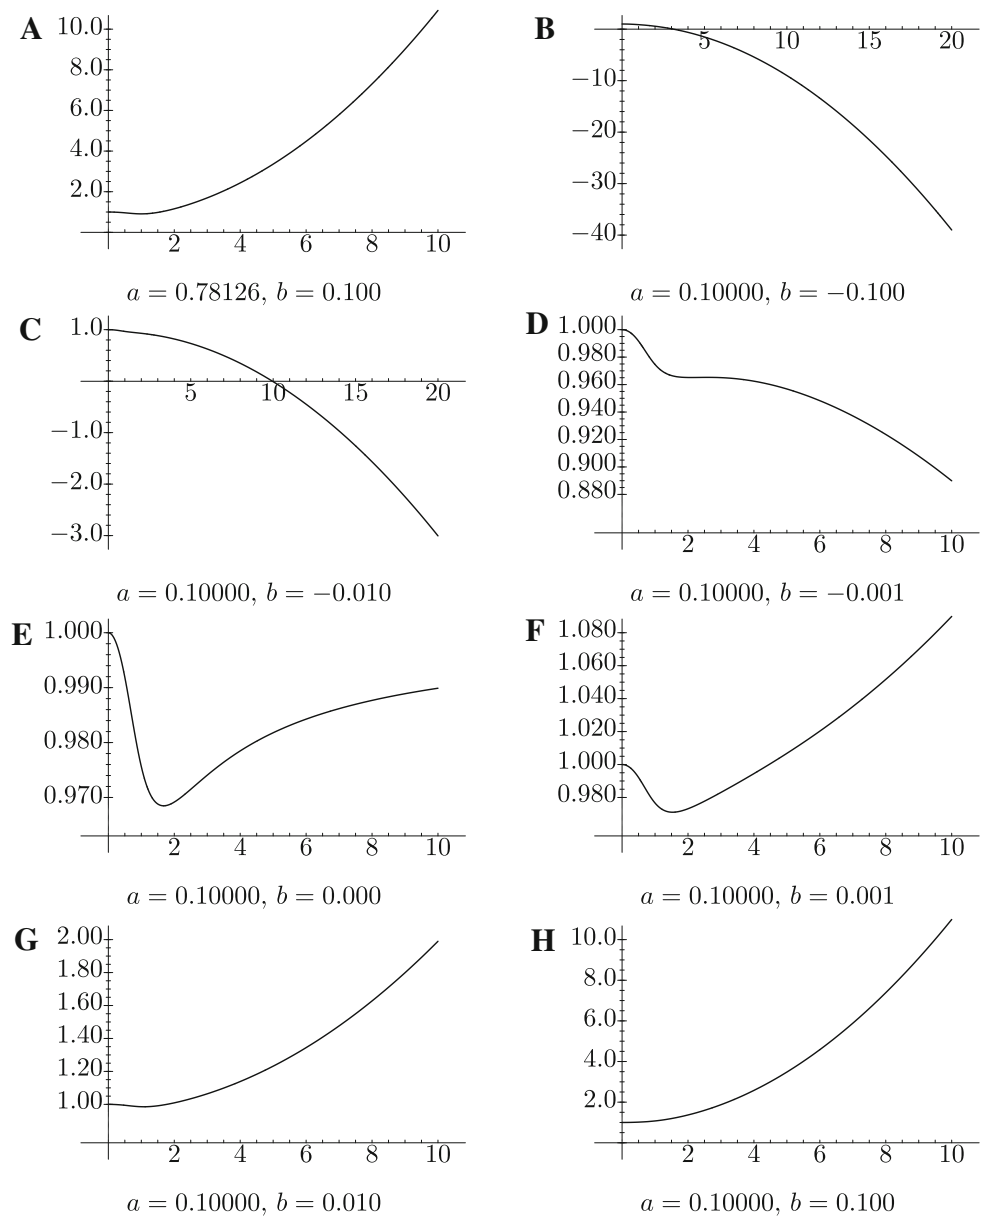 A
10.0
8.0
6.0
4.0
2.0
2 4 6 8 10
a = 0.78126, b = 0.100
B
5 10 15 20
−10
−20
−30
−40
a = 0.10000, b = −0.100
C
1.0
5 10 15 20
−1.0
−2.0
−3.0
a = 0.10000, b = −0.010
D
1.000
0.980
0.960
0.940
0.920
0.900
0.880
2 4 6 8 10
a = 0.10000, b = −0.001
E
1.000
0.990
0.980
0.970
2 4 6 8 10
a = 0.10000, b = 0.000
F
1.080
1.060
1.040
1.020
1.000
0.980
2 4 6 8 10
a = 0.10000, b = 0.001
G
2.00
1.80
1.60
1.40
1.20
1.00
2 4 6 8 10
a = 0.10000, b = 0.010
H
10.0
8.0
6.0
4.0
2.0
2 4 6 8 10
a = 0.10000, b = 0.100